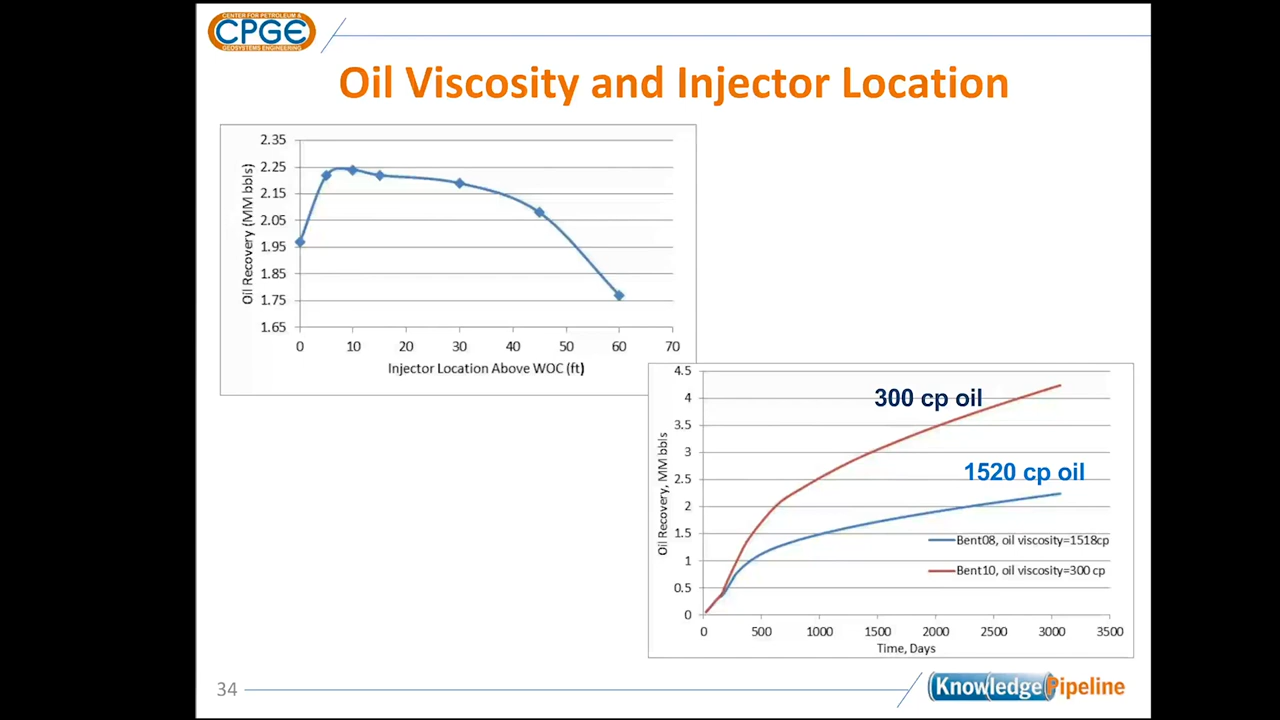 CENTER FOR PETROLEUM &
CPGE
GEOSYSTEMS ENGINEERING
Oil Viscosity and Injector Location
2.35
2.25
2.15
2.05
1.95
1.85
1.75
1.65
Oil Recovery (MM bbls)
0 10 20 30 40 50 60 70
Injector Location Above WOC (ft)
4.5
4
3.5
3
2.5
2
1.5
1
0.5
0
Oil Recovery, MM bbls
300 cp oil
1520 cp oil
Bent08, oil viscosity=1518cp
Bent10, oil viscosity=300 cp
0 500 1000 1500 2000 2500 3000 3500
Time, Days
34
Knowledge Pipeline